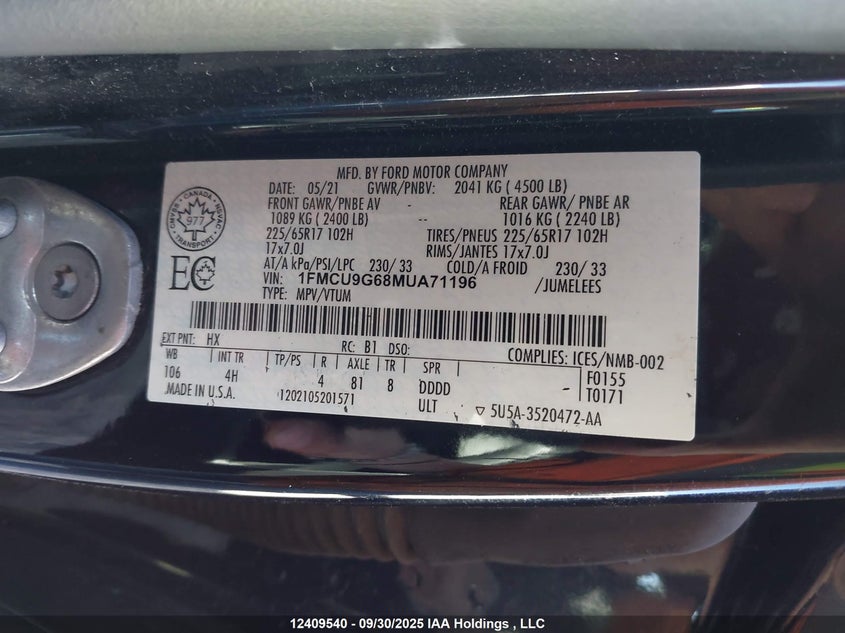 MFD. BY FORD MOTOR COMPANY
DATE: 05/21 GVWR/PNBV: 2041 KG ( 4500 LB)
FRONT GAWR/PNBE AV REAR GAWR/ PNBE AR
1089 KG ( 2400 LB) -- 1016 KG ( 2240 LB)
225/65R17 102H TIRES/PNEUS 225/65R17 102H
17x7.0J RIMS/JANTES 17x7.0J
AT/A kPa/PSI/LPC 230/ 33 COLD/A FROID 230/ 33
VIN: 1FMCU9G68MUA71196 /JUMELEES
TYPE: MPV/VTUM
CANADA
977
TRANSPORT
EC
EXT PNT: HX RC: B1 DSO: COMPLIES: ICES/NMB-002
WB INT TR TP/PS R AXLE TR SPR F0155
106 4H 4 81 8 DDDD T0171
MADE IN U.S.A. 1202105201571 ULT ▽ 5U5A-3520472-AA
12409540 - 09/30/2025 IAA Holdings , LLC